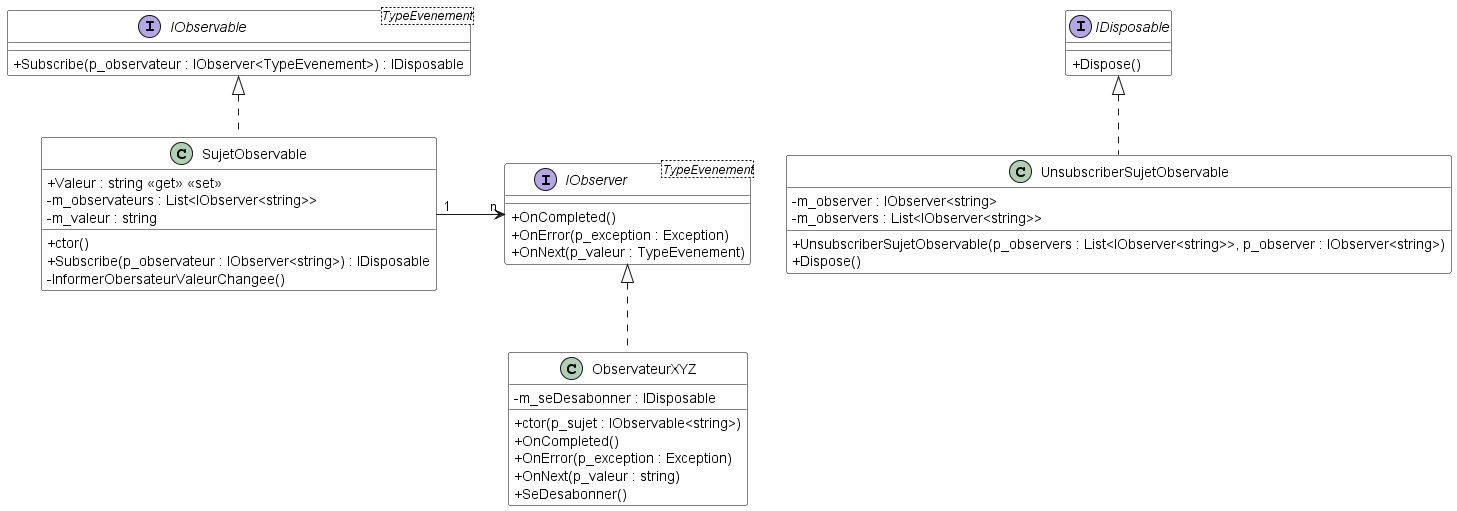 TypeEvenement
I IObservable
+Subscribe(p_observateur : IObserver<TypeEvenement>) : IDisposable
I IDisposable
+Dispose()
C SujetObservable
+Valeur : string «get» «set»
-m_observateurs : List<IObserver<string>>
-m_valeur : string
+ctor()
+Subscribe(p_observateur : IObserver<string>) : IDisposable
-InformerObersateurValeurChangee()
1
n
TypeEvenement
I IObserver
+OnCompleted()
+OnError(p_exception : Exception)
+OnNext(p_valeur : TypeEvenement)
C UnsubscriberSujetObservable
-m_observer : IObserver<string>
-m_observers : List<IObserver<string>>
+UnsubscriberSujetObservable(p_observers : List<IObserver<string>>, p_observer : IObserver<string>)
+Dispose()
C ObservateurXYZ
-m_seDesabonner : IDisposable
+ctor(p_sujet : IObservable<string>)
+OnCompleted()
+OnError(p_exception : Exception)
+OnNext(p_valeur : string)
+SeDesabonner()